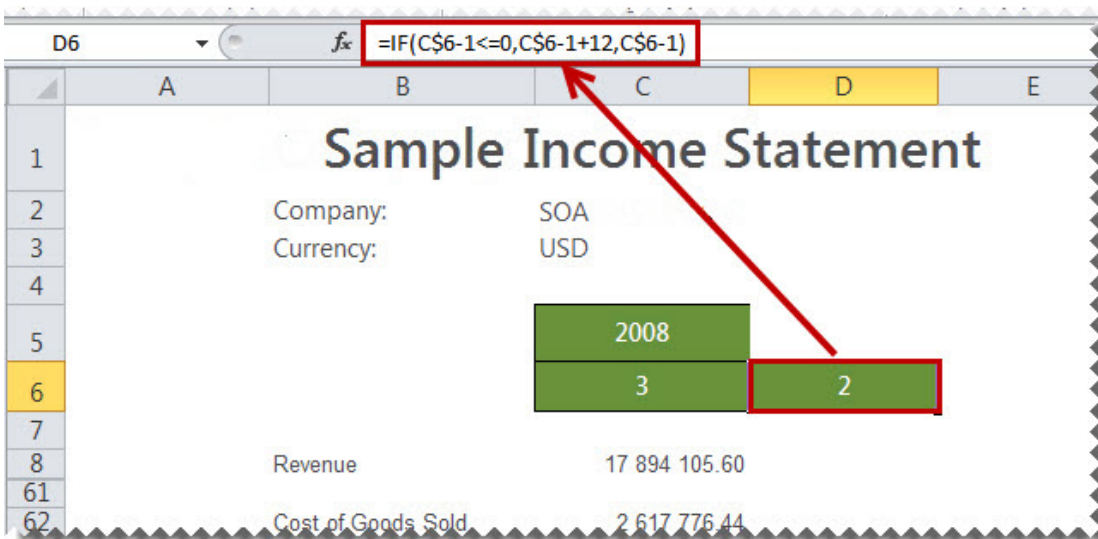 D6 fx =IF(C$6-1<=0,C$6-1+12,C$6-1)
A B C D E
1 Sample Income Statement
2 Company: SOA
3 Currency: USD
4
5 2008
6 3 2
7
8 Revenue 17 894 105.60
61
62 Cost of Goods Sold 2 617 776.44